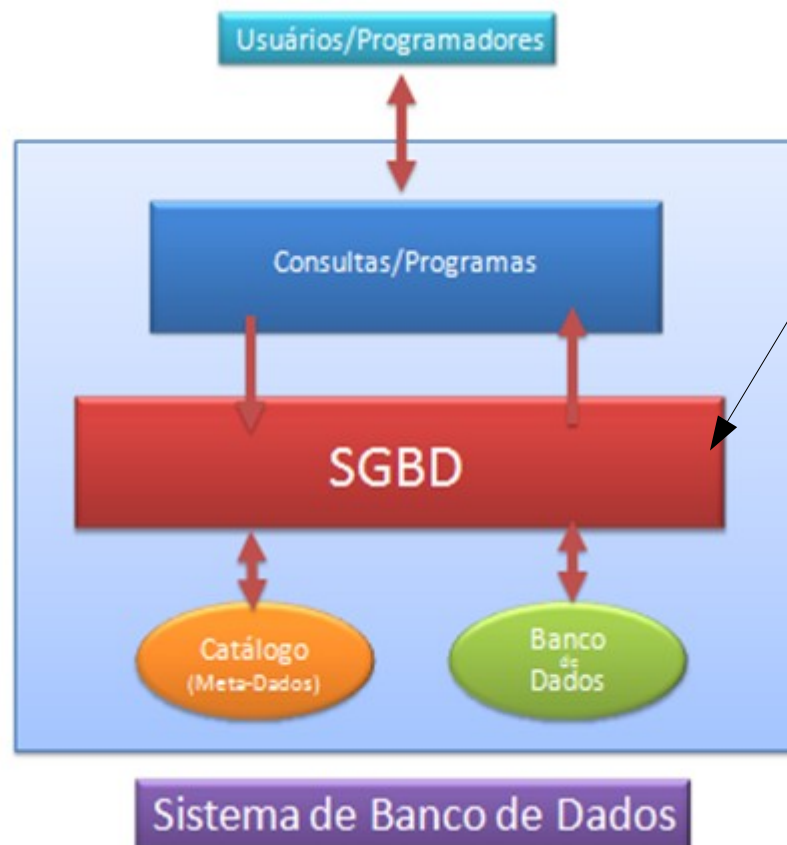 Usuários/Programadores
Consultas/Programas
SGBD
Catálogo
(Meta-Dados)
Banco
de
Dados
Sistema de Banco de Dados